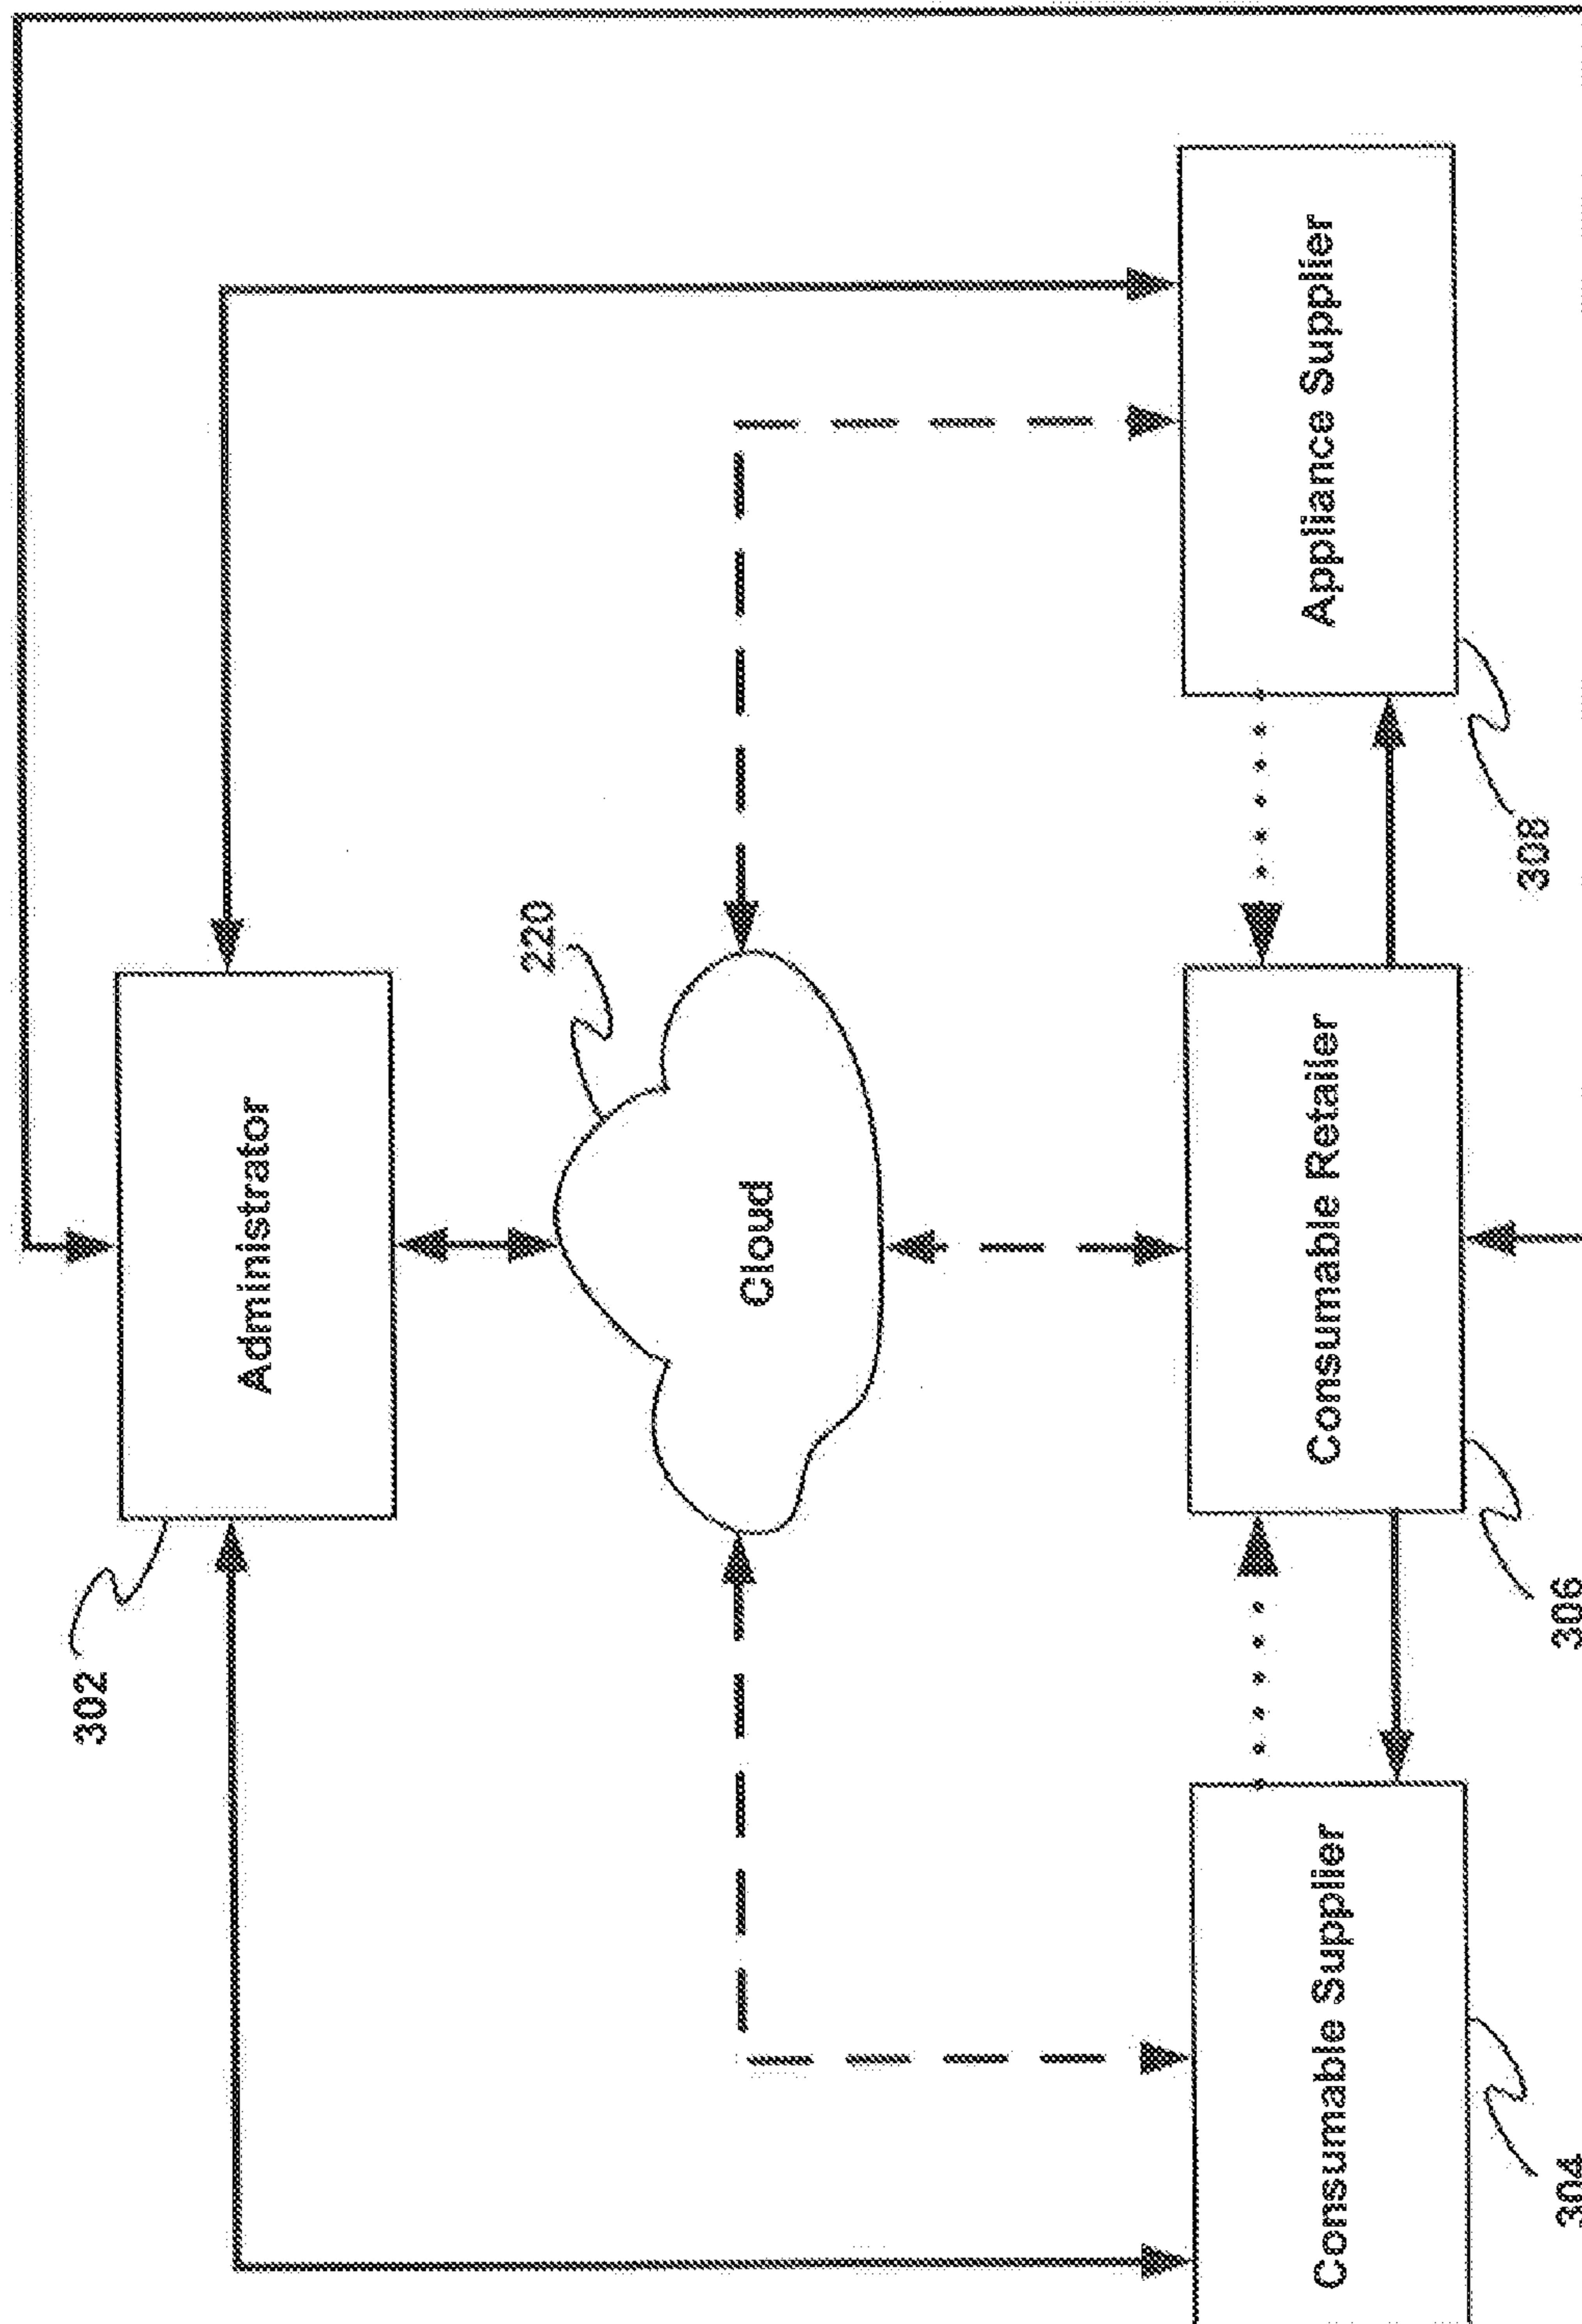 302
Administrator
220
Cloud
Consumable Supplier
Consumable Retailer
Appliance Supplier
304
306
308